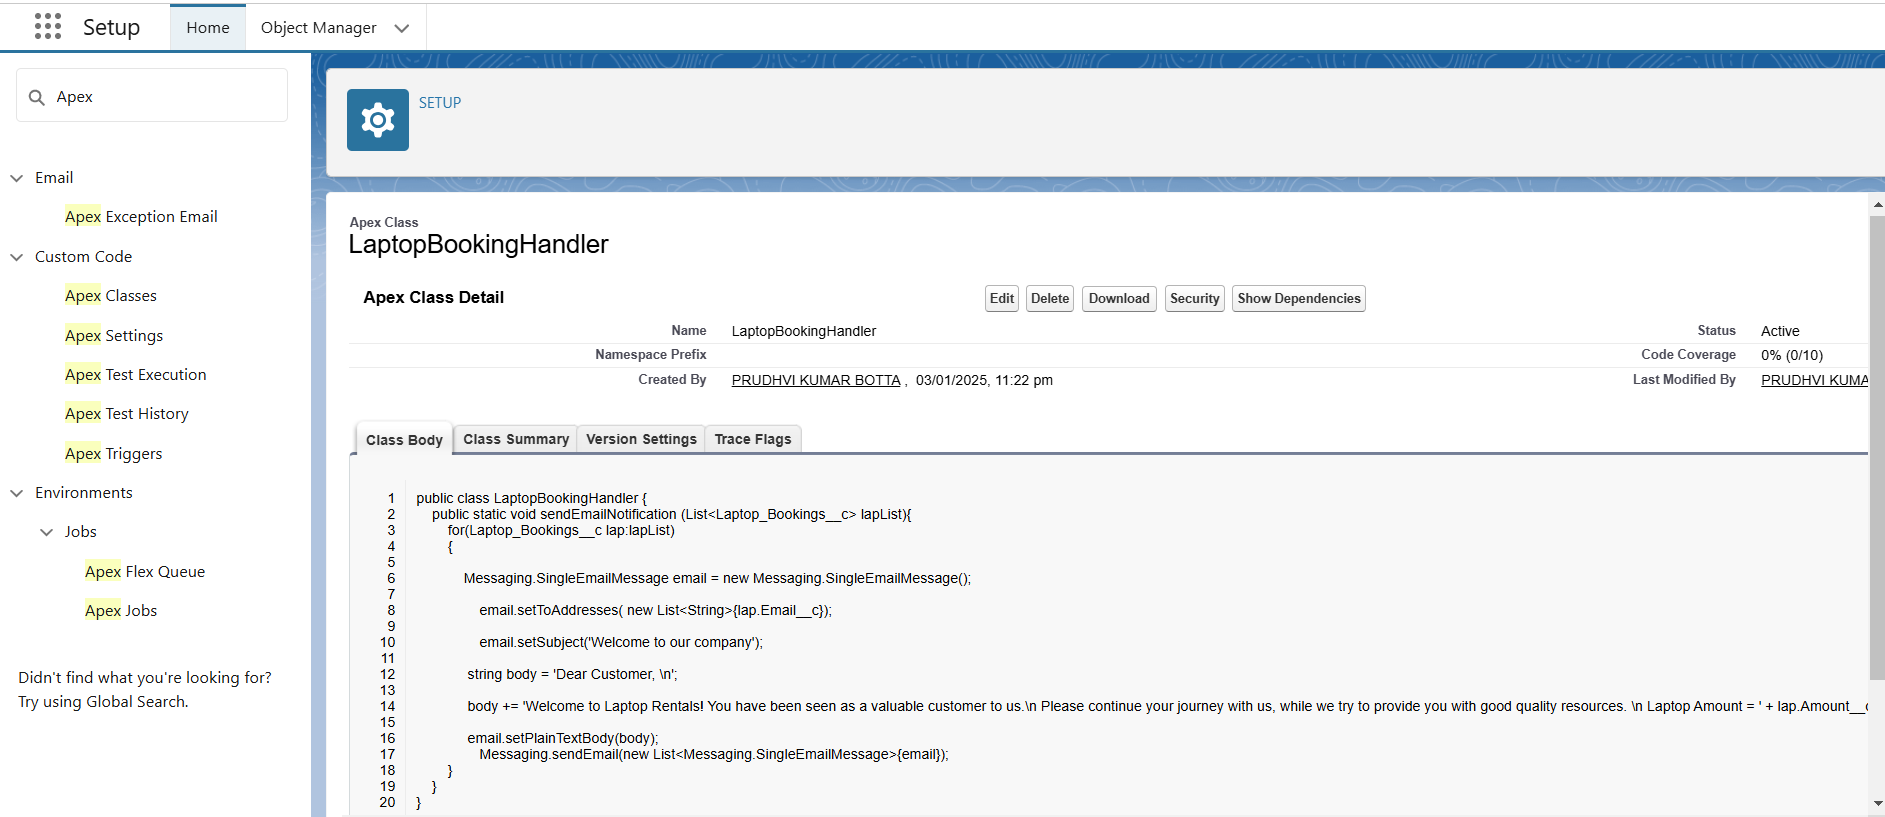 Setup
Home
Object Manager
Apex
Email
Apex Exception Email
Custom Code
Apex Classes
Apex Settings
Apex Test Execution
Apex Test History
Apex Triggers
Environments
Jobs
Apex Flex Queue
Apex Jobs
Didn't find what you're looking for?
Try using Global Search.
SETUP
Apex Class
LaptopBookingHandler
Apex Class Detail
Edit Delete Download Security Show Dependencies
Name LaptopBookingHandler Status Active
Namespace Prefix Code Coverage 0% (0/10)
Created By PRUDHVI KUMAR BOTTA , 03/01/2025, 11:22 pm Last Modified By PRUDHVI KUMA
Class Body Class Summary Version Settings Trace Flags
1 public class LaptopBookingHandler {
2 public static void sendEmailNotification (List<Laptop_Bookings__c> lapList){
3 for(Laptop_Bookings__c lap:lapList)
4 {
5
6 Messaging.SingleEmailMessage email = new Messaging.SingleEmailMessage();
7
8 email.setToAddresses( new List<String>{lap.Email__c});
9
10 email.setSubject('Welcome to our company');
11
12 string body = 'Dear Customer, \n';
13
14 body += 'Welcome to Laptop Rentals! You have been seen as a valuable customer to us.\n Please continue your journey with us, while we try to provide you with good quality resources. \n Laptop Amount = ' + lap.Amount__c
15
16 email.setPlainTextBody(body);
17 Messaging.sendEmail(new List<Messaging.SingleEmailMessage>{email});
18 }
19 }
20 }